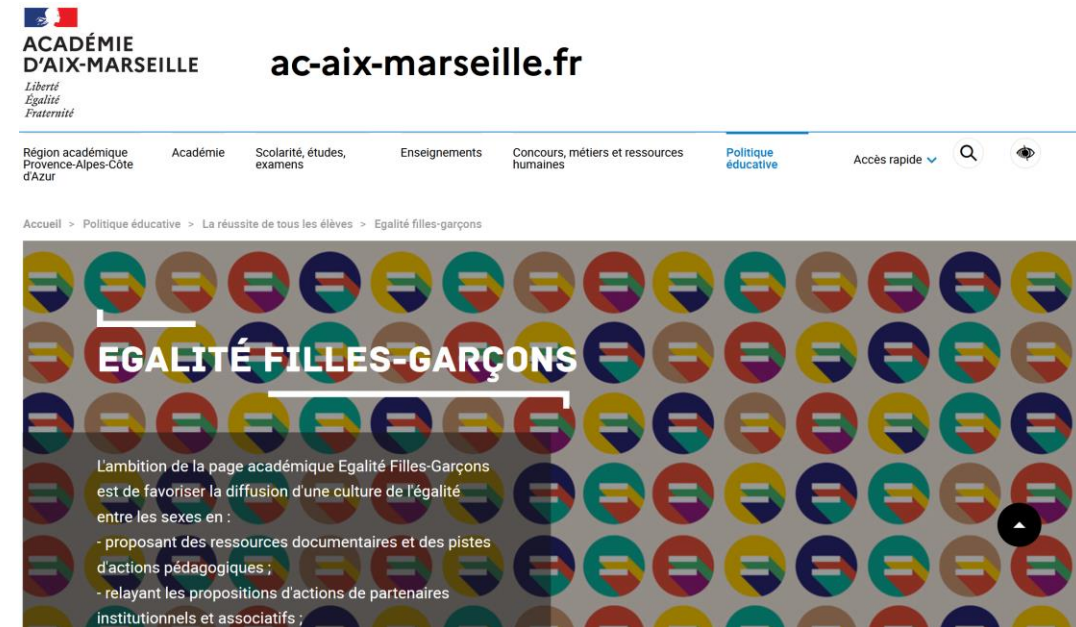 ACADÉMIE
D'AIX-MARSEILLE
Liberté
Égalité
Fraternité
ac-aix-marseille.fr
Région académique
Provence-Alpes-Côte
d'Azur
Académie
Scolarité, études,
examens
Enseignements
Concours, métiers et ressources
humaines
Politique
éducative
Accès rapide
Accueil > Politique éducative > La réussite de tous les élèves > Egalité filles-garçons
EGALITÉ FILLES-GARÇONS
L'ambition de la page académique Egalité Filles-Garçons
est de favoriser la diffusion d'une culture de l'égalité
entre les sexes en :
- proposant des ressources documentaires et des pistes
d'actions pédagogiques ;
- relayant les propositions d'actions de partenaires
institutionnels et associatifs ;